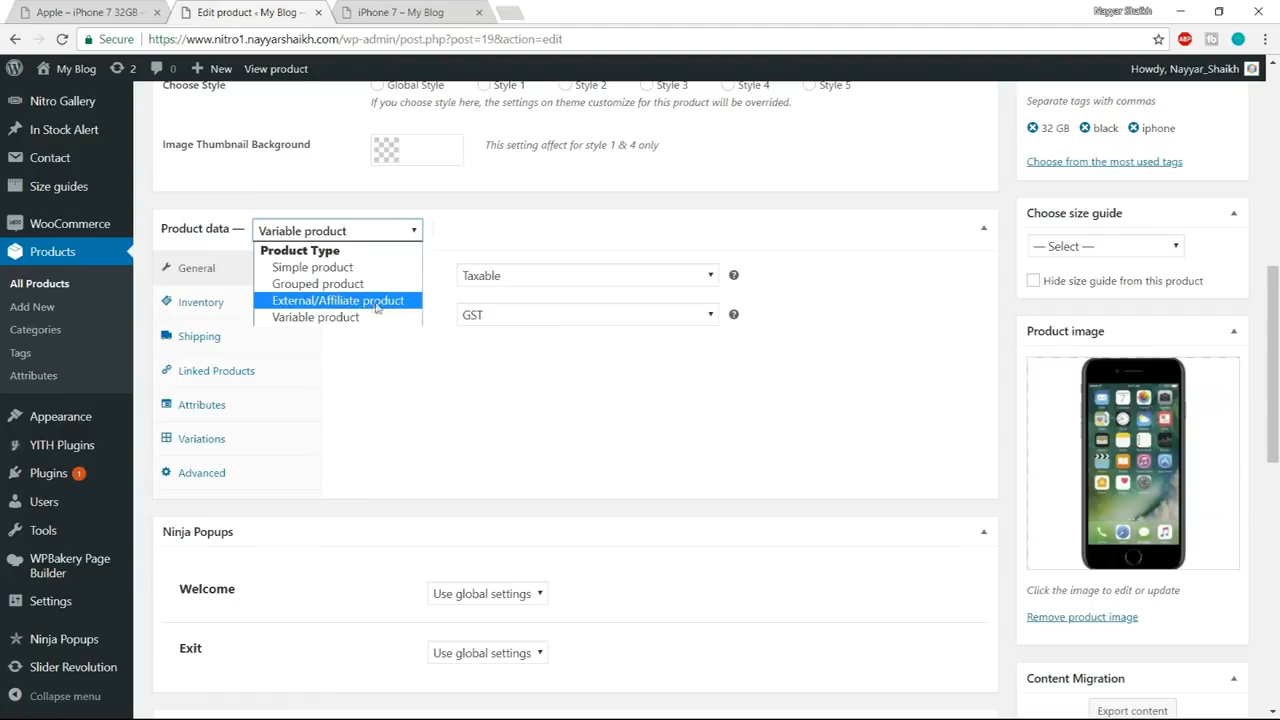 Apple – iPhone 7 32GB -
Edit product ‹ My Blog —
iPhone 7 – My Blog
Nayyar Shaikh
Secure
https://www.nitro1.nayyarshaikh.com/wp-admin/post.php?post=19&action=edit
ABP
My Blog
2
0
New
View product
Howdy, Nayyar_Shaikh
Nitro Gallery
In Stock Alert
Contact
Size guides
WooCommerce
Products
All Products
Add New
Categories
Tags
Attributes
Appearance
YITH Plugins
Plugins 1
Users
Tools
WPBakery Page
Builder
Settings
Ninja Popups
Slider Revolution
Collapse menu
Choose Style
Global Style
Style 1
Style 2
Style 3
Style 4
Style 5
If you choose style here, the settings on theme customize for this product will be overrided.
Image Thumbnail Background
This setting affect for style 1 & 4 only
Product data —
Variable product
Product Type
Simple product
Grouped product
External/Affiliate product
Variable product
General
Inventory
Shipping
Linked Products
Attributes
Variations
Advanced
Taxable
GST
Ninja Popups
Welcome
Use global settings
Exit
Use global settings
Separate tags with commas
32 GB
black
iphone
Choose from the most used tags
Choose size guide
— Select —
Hide size guide from this product
Product image
Click the image to edit or update
Remove product image
Content Migration
Export content